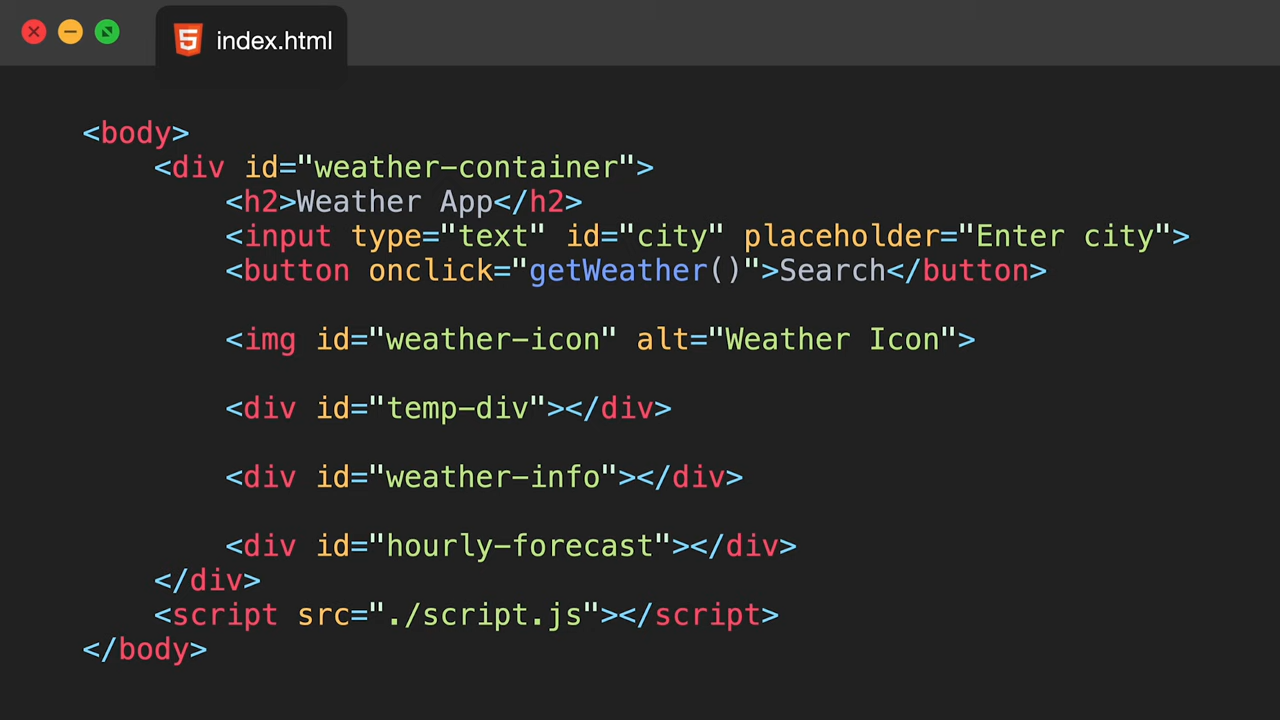 index.html
<body>
<div id="weather-container">
<h2>Weather App</h2>
<input type="text" id="city" placeholder="Enter city">
<button onclick="getWeather()">Search</button>
<img id="weather-icon" alt="Weather Icon">
<div id="temp-div"></div>
<div id="weather-info"></div>
<div id="hourly-forecast"></div>
</div>
<script src="./script.js"></script>
</body>